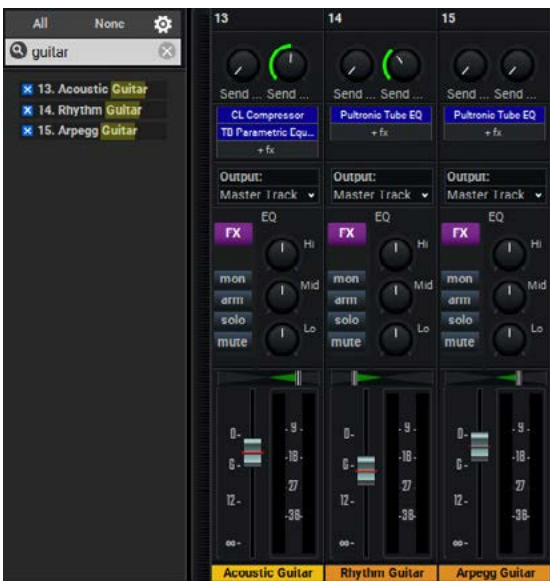 All None
guitar
13. Acoustic Guitar
14. Rhythm Guitar
15. Arpegg Guitar
13 14 15
Send ... Send ... Send ... Send ... Send ... Send ...
CL Compressor Pultronic Tube EQ Pultronic Tube EQ
TB Parametric Equ... + fx + fx
+ fx
Output: Output: Output:
Master Track Master Track Master Track
EQ EQ EQ
FX FX FX
Hi Hi Hi
mon mon mon
Mid Mid Mid
arm arm arm
solo solo solo
Lo Lo Lo
mute mute mute
0- -9- 0- -9- 0- -9-
6- -18- 6- -18- 6- -18-
-27 -27 -27
12- 12- 12-
-38- -38- -38-
∞- ∞- ∞-
Acoustic Guitar Rhythm Guitar Arpegg Guitar